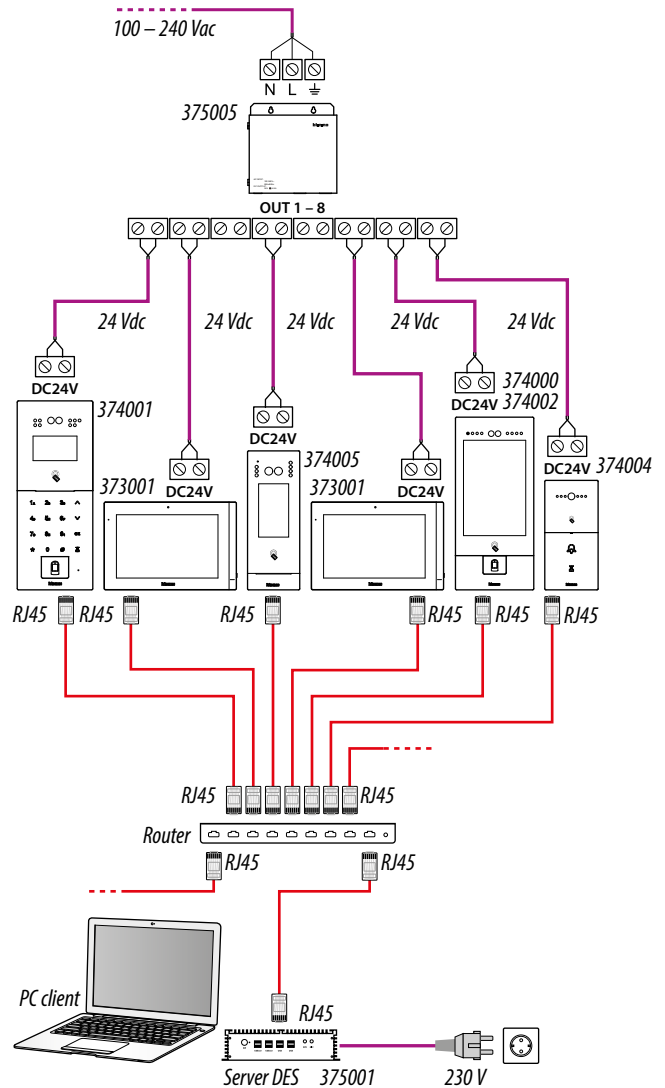 100 – 240 Vac
N L
375005
OUT 1 – 8
24 Vdc 24 Vdc 24 Vdc 24 Vdc 24 Vdc
DC24V
374001
374000
DC24V 374002
DC24V
374005
373001 DC24V
373001 DC24V
DC24V 374004
RJ45 RJ45 RJ45 RJ45 RJ45 RJ45
RJ45 RJ45
Router
RJ45 RJ45
PC client
RJ45
Server DES 375001 230 V